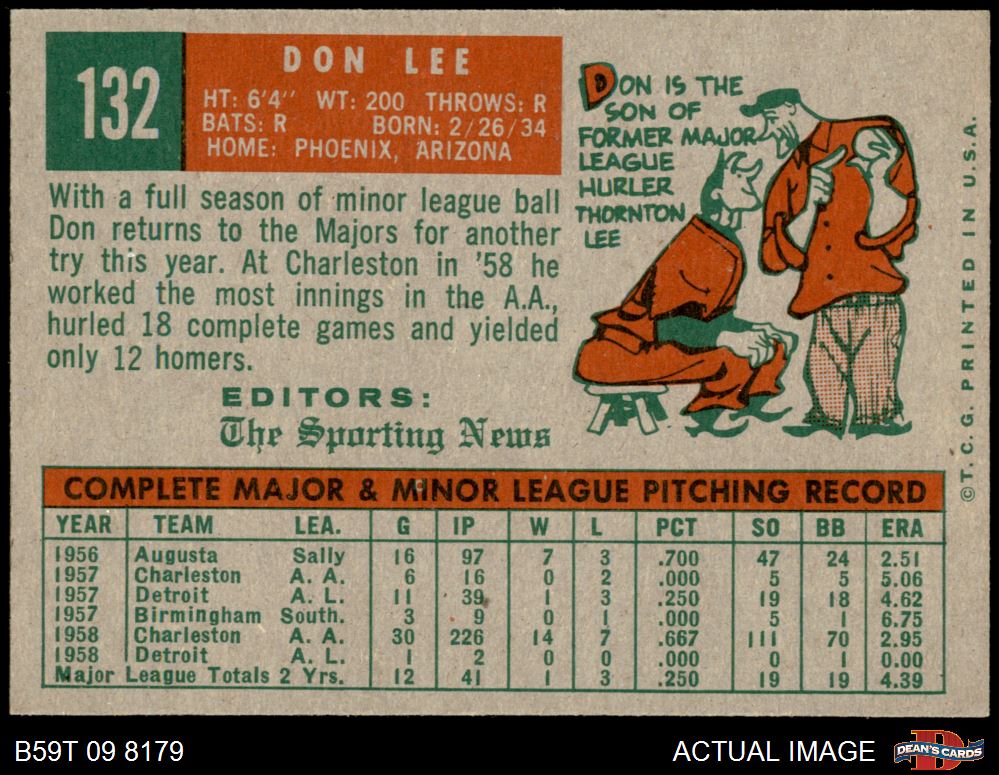 132
DON LEE
HT: 6'4" WT: 200 THROWS: R
BATS: R BORN: 2/26/34
HOME: PHOENIX, ARIZONA
With a full season of minor league ball
Don returns to the Majors for another
try this year. At Charleston in '58 he
worked the most innings in the A.A.,
hurled 18 complete games and yielded
only 12 homers.
EDITORS:
The Sporting News
DON IS THE
SON OF
FORMER MAJOR
LEAGUE
HURLER
THORNTON
LEE
©T.C.G. PRINTED IN U.S.A.
COMPLETE MAJOR & MINOR LEAGUE PITCHING RECORD
YEAR TEAM LEA. G IP W L PCT SO BB ERA
1956 Augusta Sally 16 97 7 3 .700 47 24 2.51
1957 Charleston A. A. 6 16 0 2 .000 5 5 5.06
1957 Detroit A. L. 11 39 1 3 .250 19 18 4.62
1957 Birmingham South. 3 9 0 1 .000 5 1 6.75
1958 Charleston A. A. 30 226 14 7 .667 111 70 2.95
1958 Detroit A. L. 1 2 0 0 .000 0 1 0.00
Major League Totals 2 Yrs. 12 41 1 3 .250 19 19 4.39
B59T 09 8179
ACTUAL IMAGE
D
DEAN'S CARDS